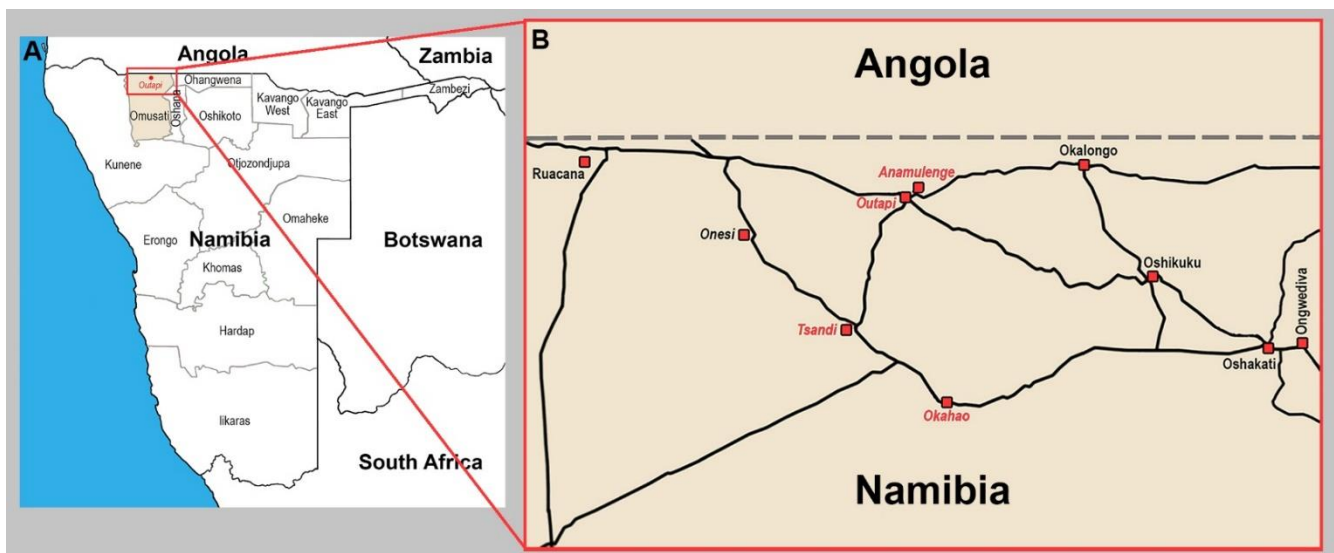 A
Angola
Zambia
Outapi
Ohangwena
Zambezi
Oshana
Kavango
West
Kavango
East
Omusati
Oshikoto
Kunene
Otjozondjupa
Omaheke
Erongo
Namibia
Botswana
Khomas
Hardap
Iikaras
South Africa
B
Angola
Ruacana
Okalongo
Anamulenge
Outapi
Onesi
Oshikuku
Ongwediva
Tsandi
Oshakati
Okahao
Namibia